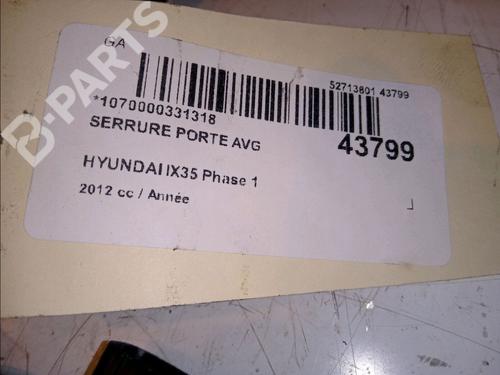 GA
52713801 43799
*1070000331318
SERRURE PORTE AVG
43799
HYUNDAI IX35 Phase 1
2012 cc / Année
B-PARTS